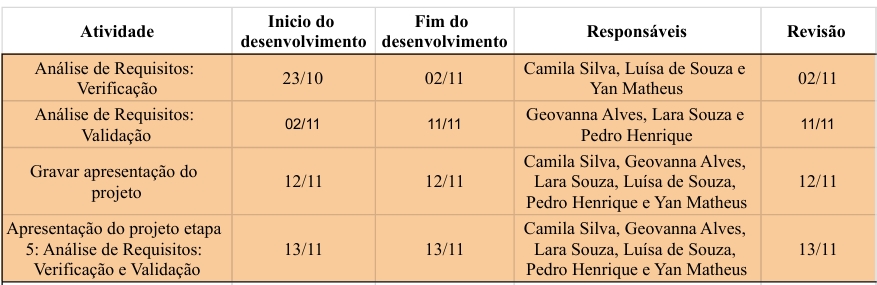 Atividade
Inicio do
desenvolvimento
Fim do
desenvolvimento
Responsáveis
Revisão
Análise de Requisitos:
Verificação
23/10
02/11
Camila Silva, Luísa de Souza e
Yan Matheus
02/11
Análise de Requisitos:
Validação
02/11
11/11
Geovanna Alves, Lara Souza e
Pedro Henrique
11/11
Gravar apresentação do
projeto
12/11
12/11
Camila Silva, Geovanna Alves,
Lara Souza, Luísa de Souza,
Pedro Henrique e Yan Matheus
12/11
Apresentação do projeto etapa
5: Análise de Requisitos:
Verificação e Validação
13/11
13/11
Camila Silva, Geovanna Alves,
Lara Souza, Luísa de Souza,
Pedro Henrique e Yan Matheus
13/11